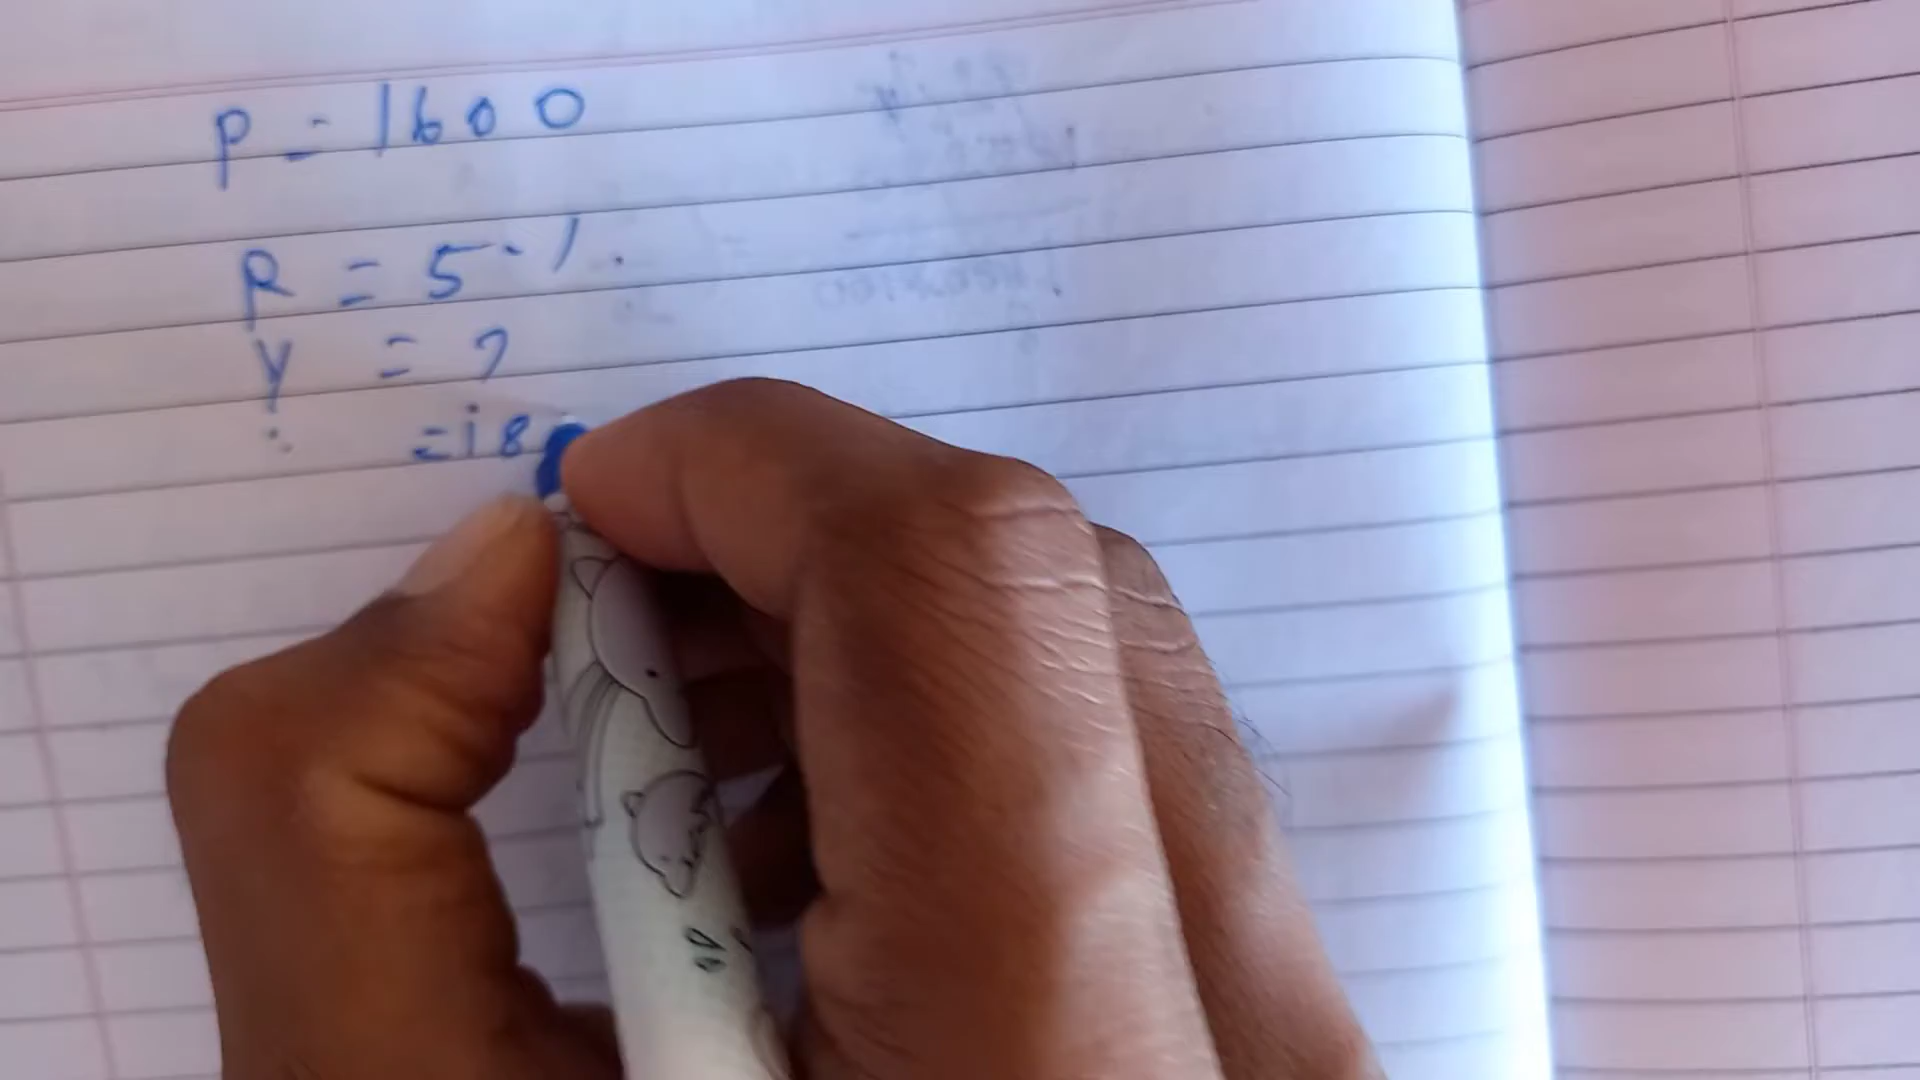 P = 1600
R = 5 ./.
Y = ?
i = 18